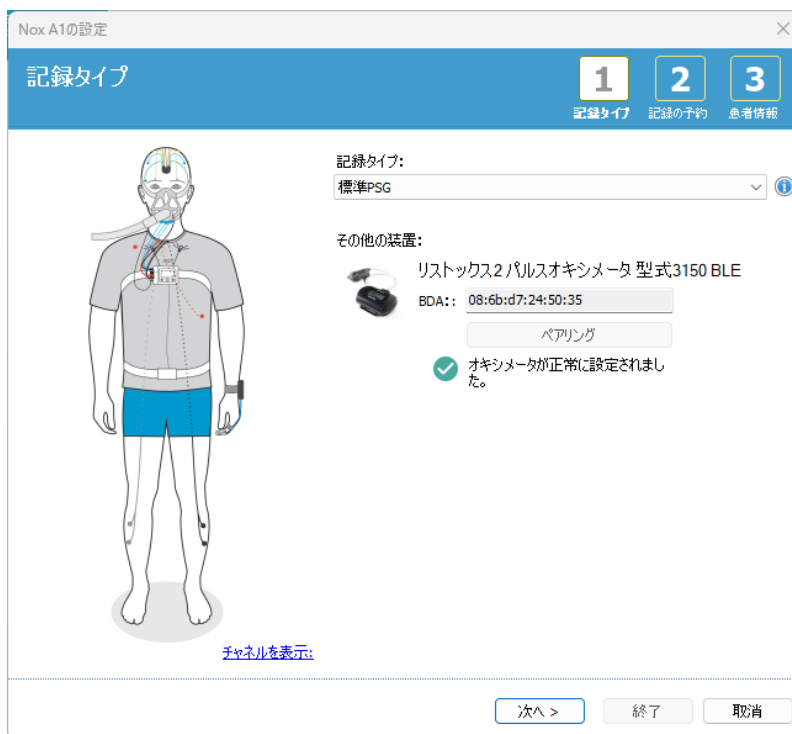 Nox A1の設定
記録タイプ
1
2
3
記録タイプ
記録の予約
患者情報
記録タイプ:
標準PSG
その他の装置:
リストックス2 パルスオキシメータ 型式3150 BLE
BDA:: 08:6b:d7:24:50:35
ペアリング
オキシメータが正常に設定されまし
た。
チャネルを表示:
次へ >
終了
取消